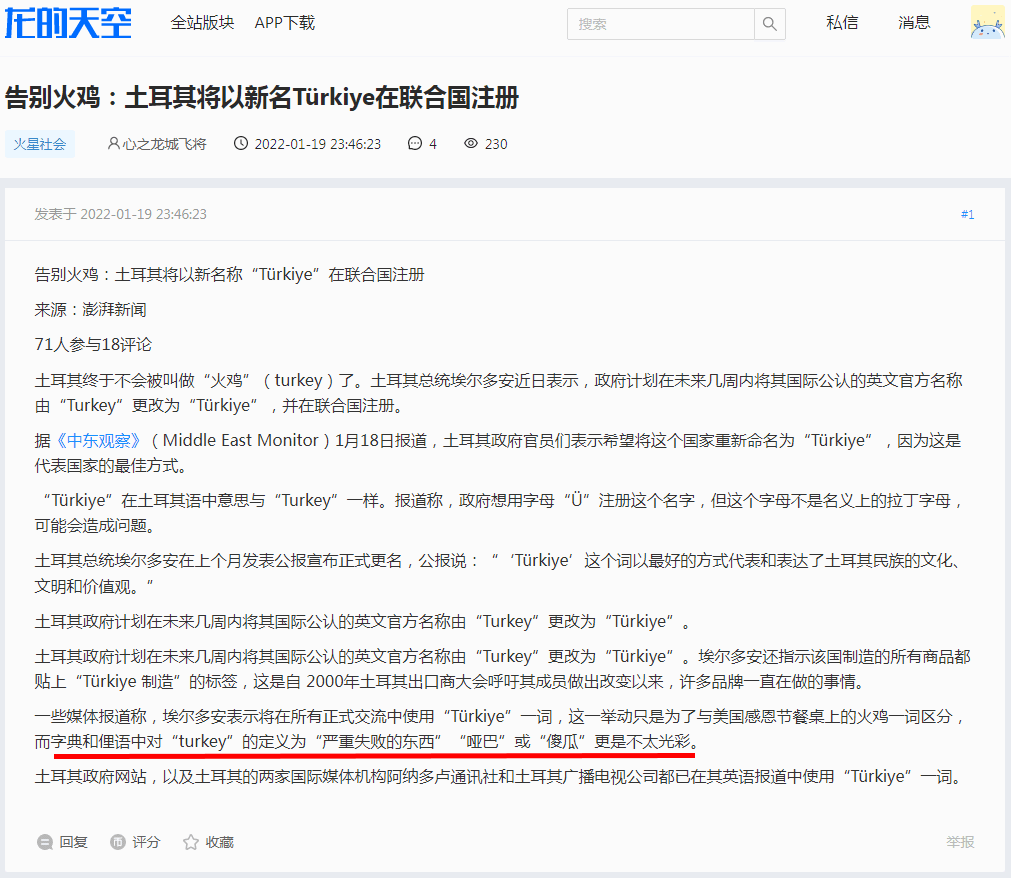 龙的天空 全站版块 APP下载 搜索 私信 消息
告别火鸡：土耳其将以新名Türkiye在联合国注册
火星社会 心之龙城飞将 2022-01-19 23:46:23 4 230
发表于 2022-01-19 23:46:23 #1
告别火鸡：土耳其将以新名称“Türkiye”在联合国注册
来源：澎湃新闻
71人参与18评论
土耳其终于不会被叫做“火鸡”（turkey）了。土耳其总统埃尔多安近日表示，政府计划在未来几周内将其国际公认的英文官方名称
由“Turkey”更改为“Türkiye”，并在联合国注册。
据《中东观察》（Middle East Monitor）1月18日报道，土耳其政府官员们表示希望将这个国家重新命名为“Türkiye”，因为这是
代表国家的最佳方式。
“Türkiye”在土耳其语中意思与“Turkey”一样。报道称，政府想用字母“Ü”注册这个名字，但这个字母不是名义上的拉丁字母，
可能会造成问题。
土耳其总统埃尔多安在上个月发表公报宣布正式更名，公报说：“‘Türkiye’这个词以最好的方式代表和表达了土耳其民族的文化、
文明和价值观。”
土耳其政府计划在未来几周内将其国际公认的英文官方名称由“Turkey”更改为“Türkiye”。
土耳其政府计划在未来几周内将其国际公认的英文官方名称由“Turkey”更改为“Türkiye”。埃尔多安还指示该国制造的所有商品都
贴上“Türkiye 制造”的标签，这是自 2000年土耳其出口商大会呼吁其成员做出改变以来，许多品牌一直在做的事情。
一些媒体报道称，埃尔多安表示将在所有正式交流中使用“Türkiye”一词，这一举动只是为了与美国感恩节餐桌上的火鸡一词区分，
而字典和俚语中对“turkey”的定义为“严重失败的东西”“哑巴”或“傻瓜”更是不太光彩。
土耳其政府网站，以及土耳其的两家国际媒体机构阿纳多卢通讯社和土耳其广播电视公司都已在其英语报道中使用“Türkiye”一词。
回复 评分 收藏 举报